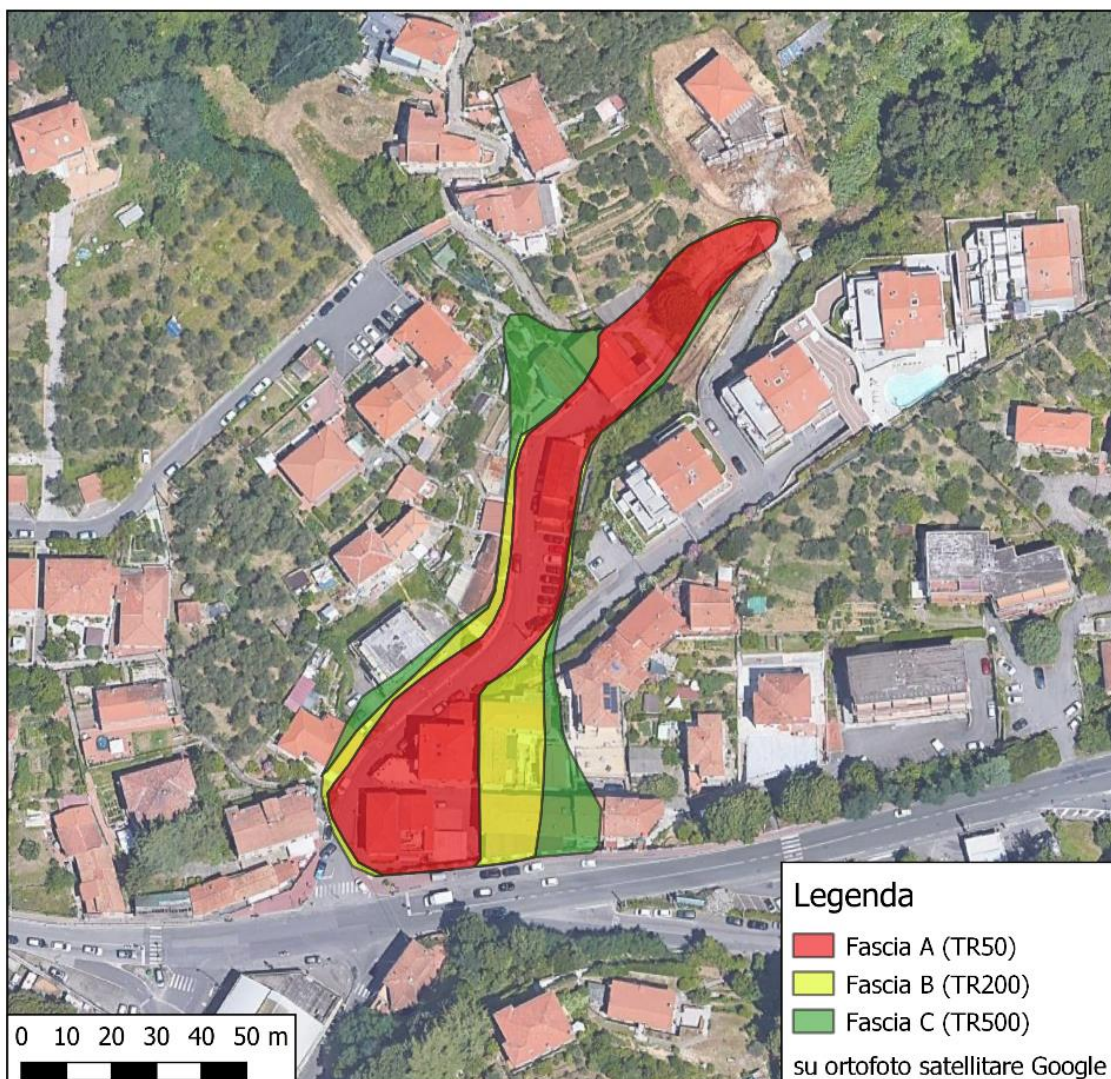 Legenda
Fascia A (TR50)
Fascia B (TR200)
Fascia C (TR500)
su ortofoto satellitare Google
0 10 20 30 40 50 m